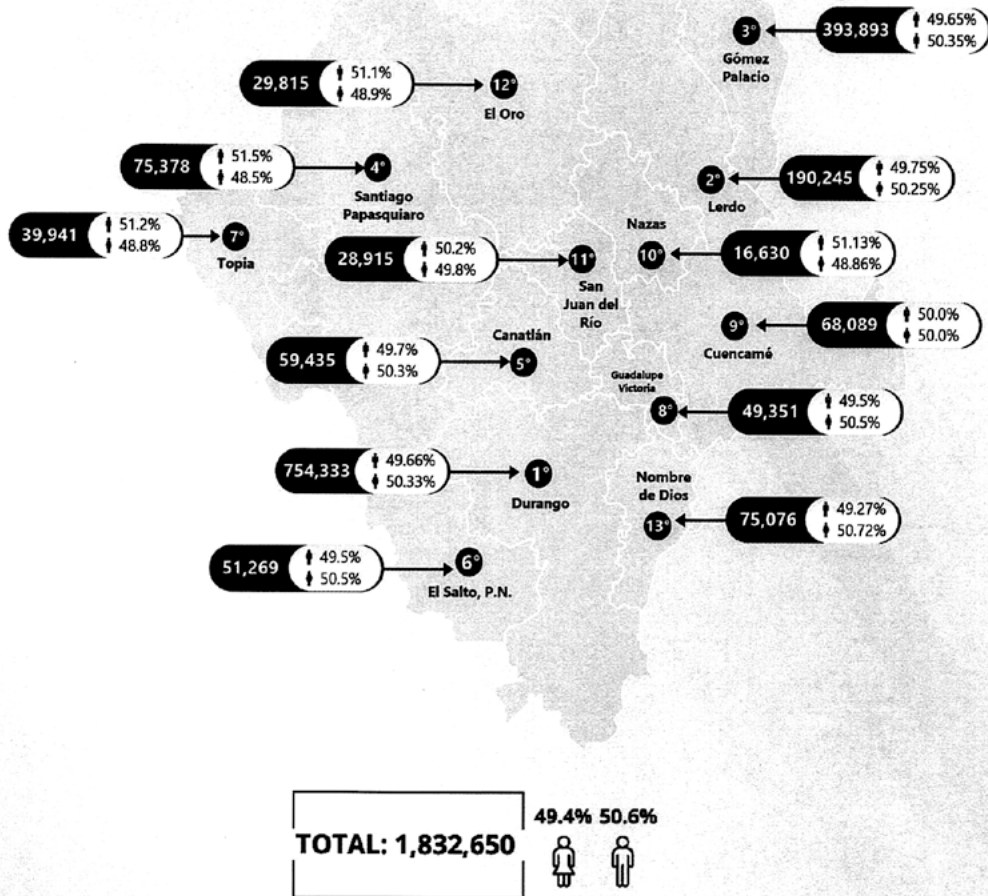 393,893
49.65%
50.35%
3°
Gómez
Palacio
29,815
51.1%
48.9%
12°
El Oro
75,378
51.5%
48.5%
4°
Santiago
Papasquiaro
190,245
49.75%
50.25%
2°
Lerdo
39,941
51.2%
48.8%
7°
Topia
28,915
50.2%
49.8%
11°
San
Juan del
Río
Nazas
10°
16,630
51.13%
48.86%
9°
Cuencamé
68,089
50.0%
50.0%
Canatlán
59,435
49.7%
50.3%
5°
Guadalupe
Victoria
8°
49,351
49.5%
50.5%
754,333
49.66%
50.33%
1°
Durango
Nombre
de Dios
13°
75,076
49.27%
50.72%
51,269
49.5%
50.5%
6°
El Salto, P.N.
TOTAL: 1,832,650
49.4% 50.6%